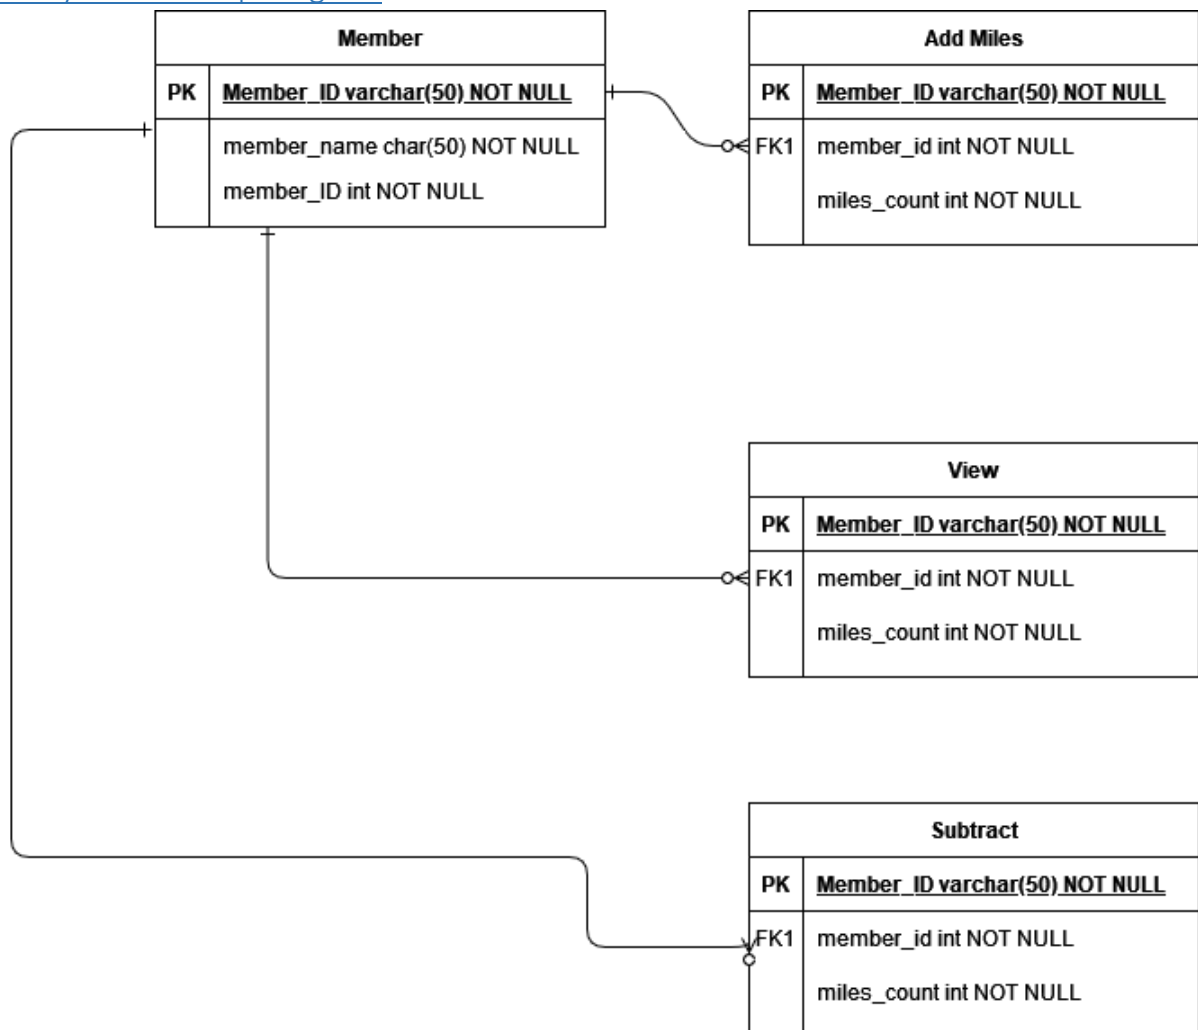 Member
PK Member_ID varchar(50) NOT NULL
member_name char(50) NOT NULL
member_ID int NOT NULL
Add Miles
PK Member_ID varchar(50) NOT NULL
FK1 member_id int NOT NULL
miles_count int NOT NULL
View
PK Member_ID varchar(50) NOT NULL
FK1 member_id int NOT NULL
miles_count int NOT NULL
Subtract
PK Member_ID varchar(50) NOT NULL
FK1 member_id int NOT NULL
miles_count int NOT NULL